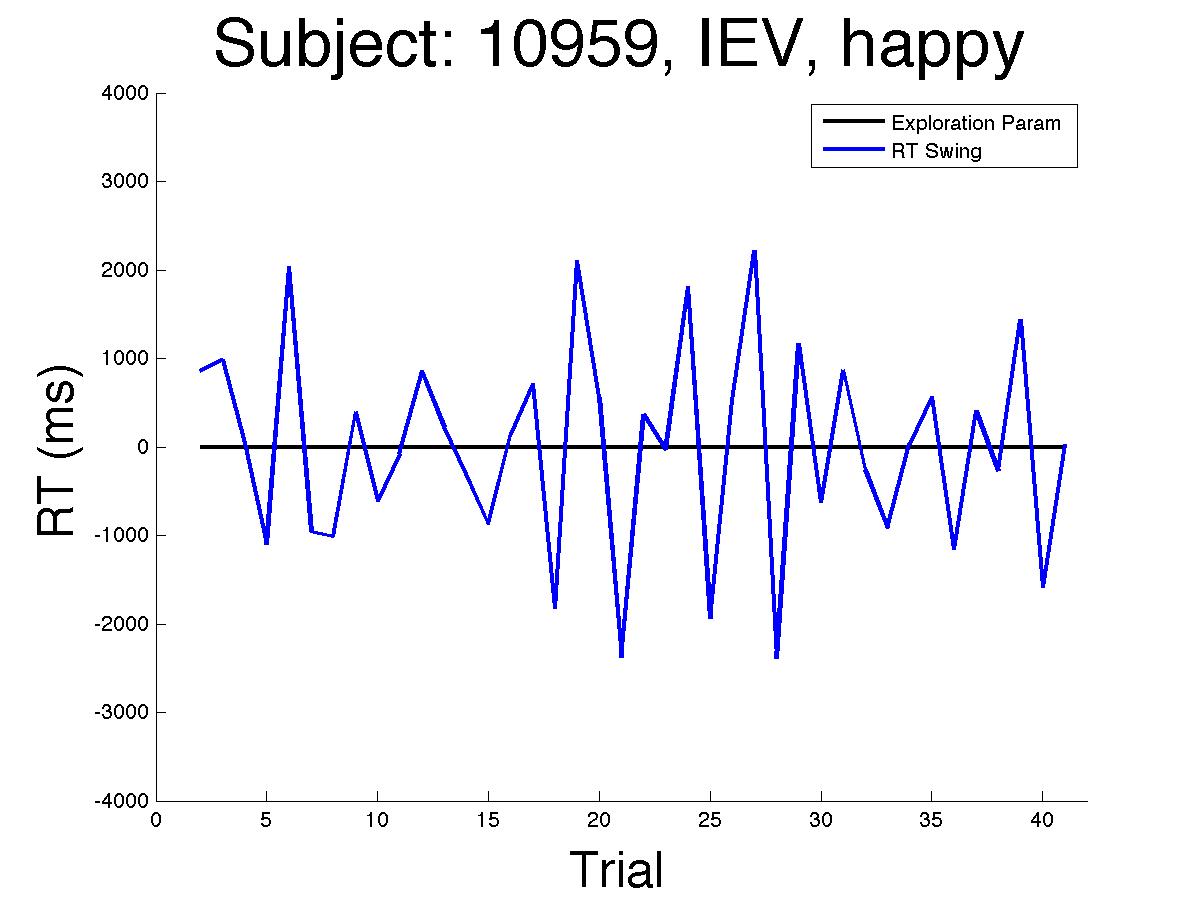 Subject: 10959, IEV, happy
Exploration Param
RT Swing
4000
3000
2000
1000
0
-1000
-2000
-3000
-4000
RT (ms)
0 5 10 15 20 25 30 35 40
Trial